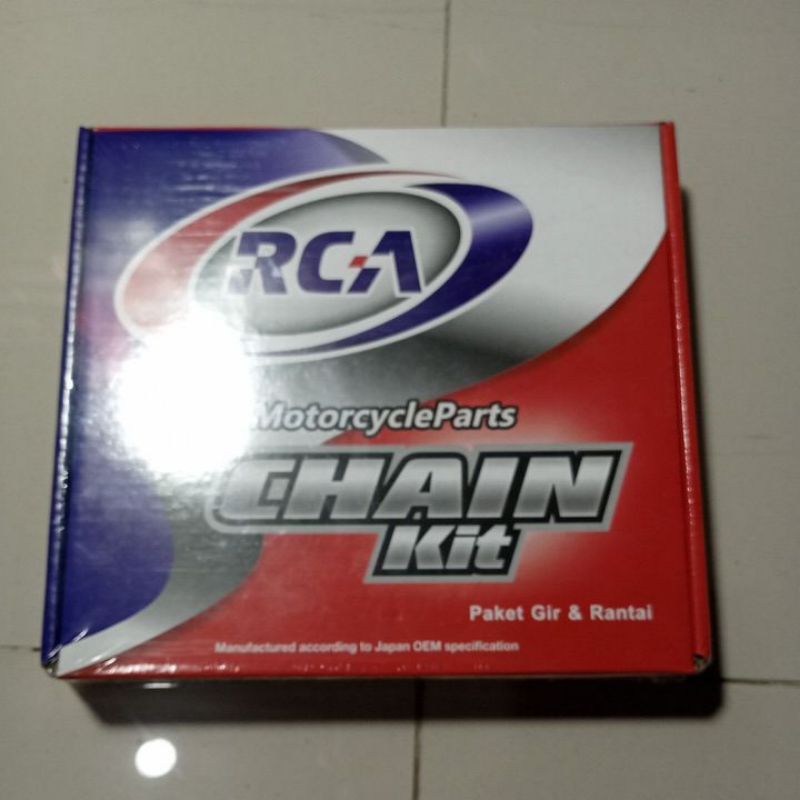 RCA
MotorcycleParts
CHAIN
Kit
Paket Gir & Rantai
Manufactured according to Japan OEM specification